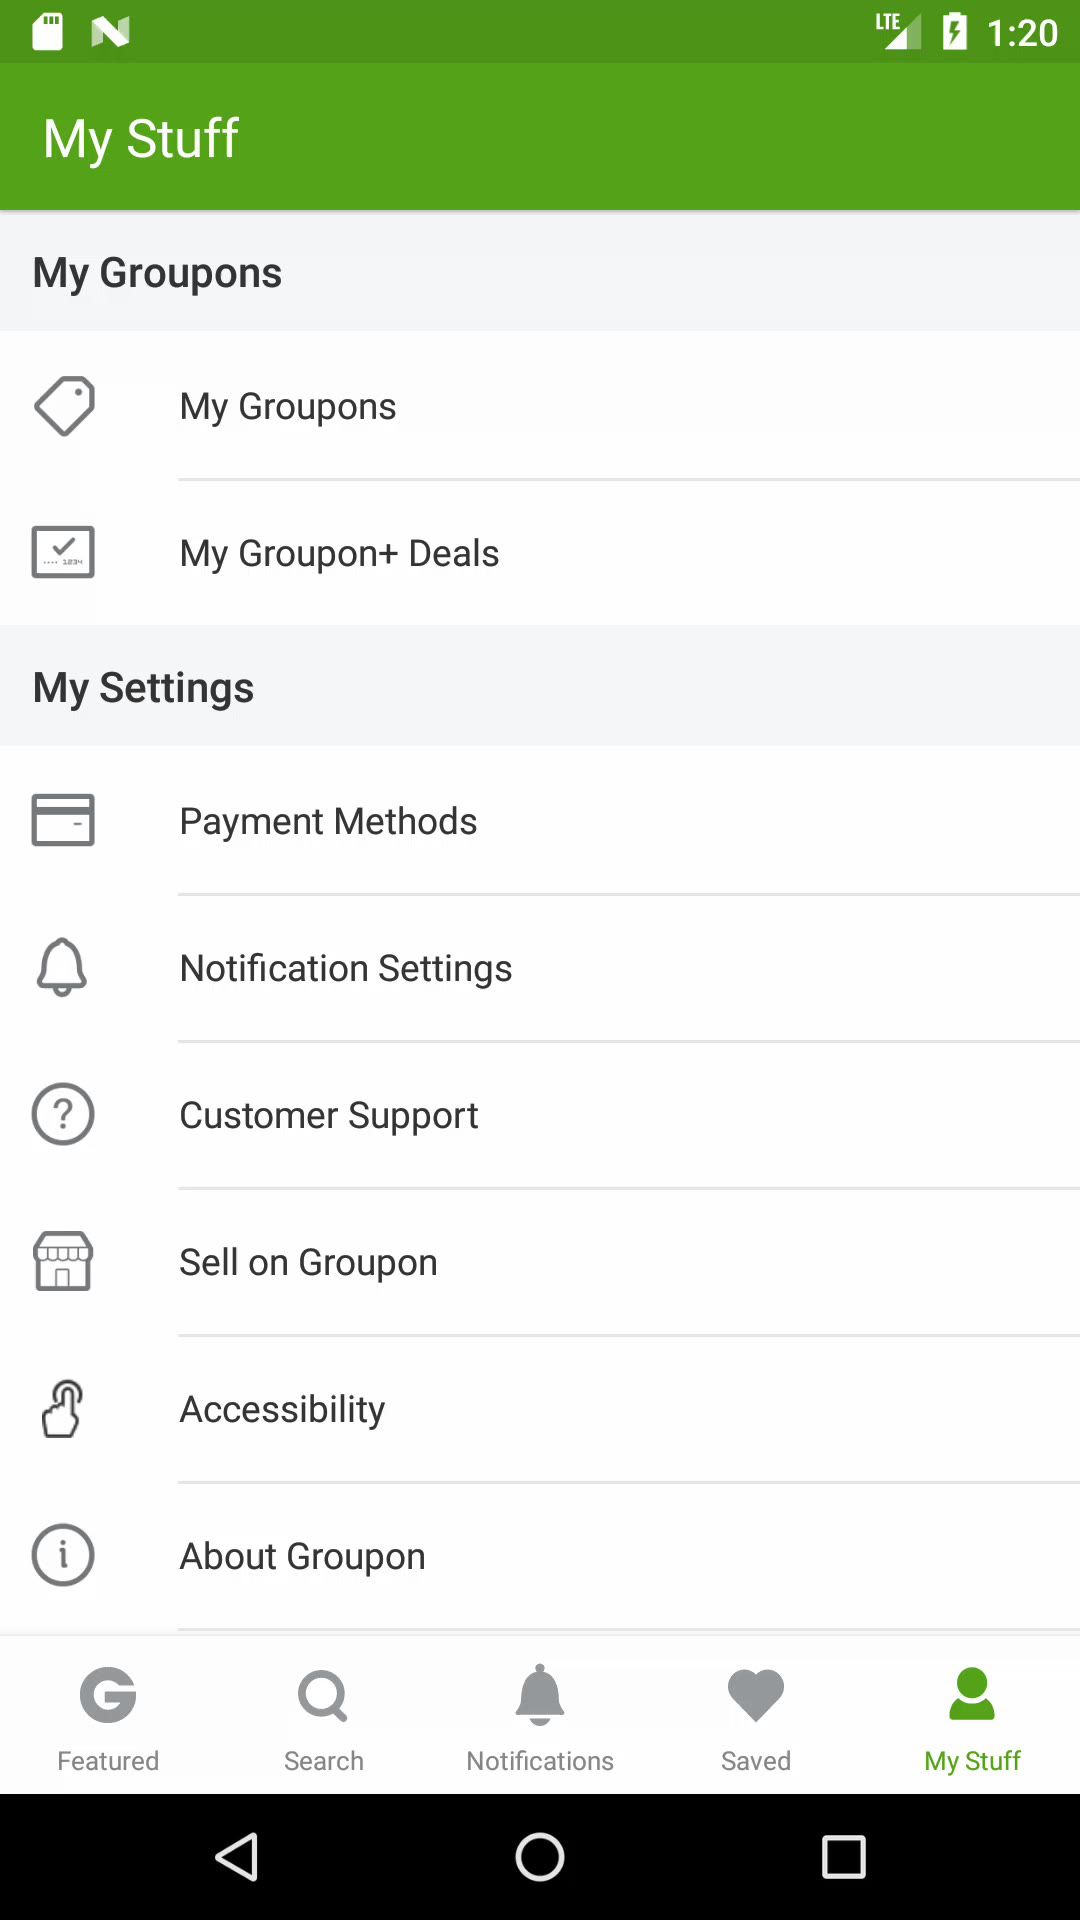 LTE 1:20
My Stuff
My Groupons
My Groupons
1234
My Groupon+ Deals
My Settings
Payment Methods
Notification Settings
? Customer Support
Sell on Groupon
Accessibility
i About Groupon
G
Featured Search Notifications Saved My Stuff